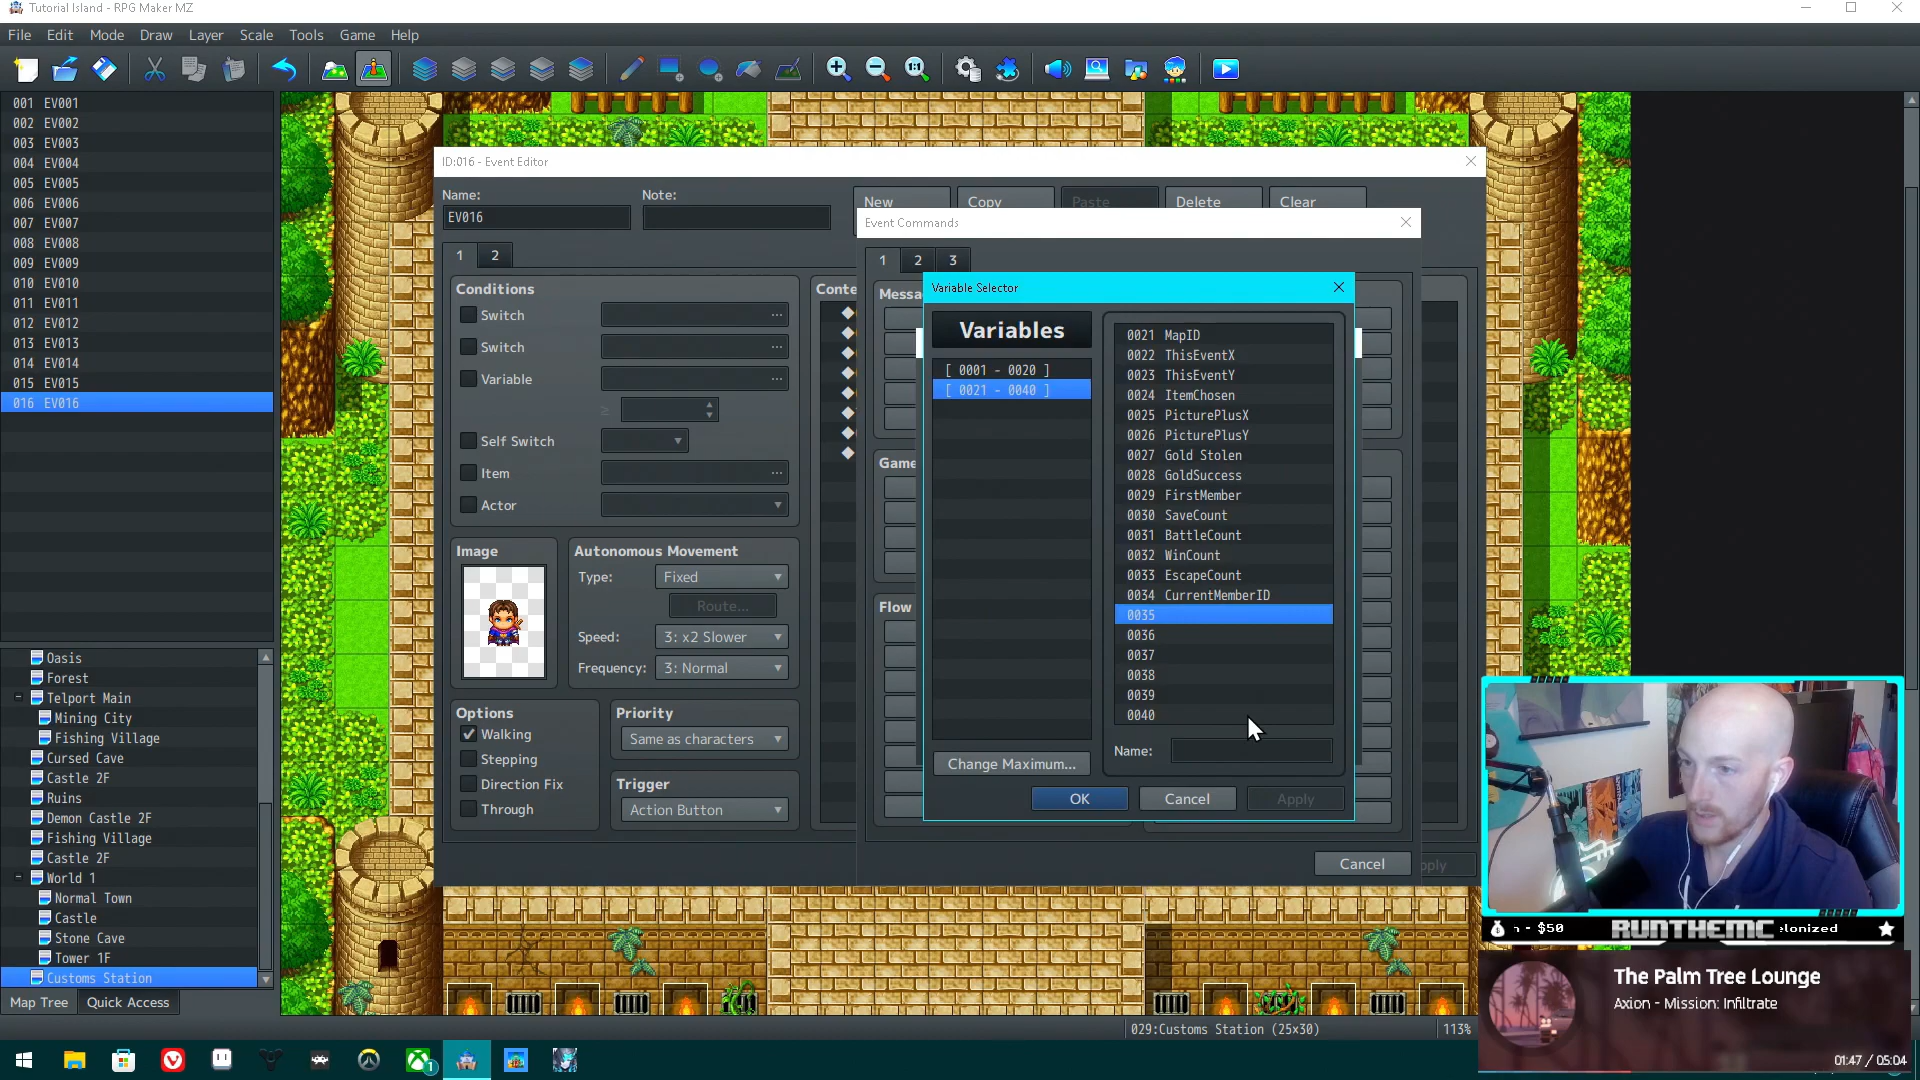 Tutorial Island - RPG Maker MZ
File Edit Mode Draw Layer Scale Tools Game Help
001 EV001
002 EV002
003 EV003
004 EV004
005 EV005
006 EV006
007 EV007
008 EV008
009 EV009
010 EV010
011 EV011
012 EV012
013 EV013
014 EV014
015 EV015
016 EV016
Oasis
Forest
Telport Main
Mining City
Fishing Village
Cursed Cave
Castle 2F
Ruins
Demon Castle 2F
Fishing Village
Castle 2F
World 1
Normal Town
Castle
Stone Cave
Tower 1F
Customs Station
Map Tree Quick Access
ID:016 - Event Editor
Name:
EV016
Note:
New Copy Paste Delete Clear
1 2
Conditions
Switch
Switch
Variable
≥
Self Switch
Item
Actor
Image
Autonomous Movement
Type: Fixed
Route...
Speed: 3: x2 Slower
Frequency: 3: Normal
Options
Walking
Stepping
Direction Fix
Through
Priority
Same as characters
Trigger
Action Button
Conte
Event Commands
1 2 3
Messa
Game
Flow
Cancel
pply
Variable Selector
Variables
[ 0001 - 0020 ]
[ 0021 - 0040 ]
Change Maximum...
0021 MapID
0022 ThisEventX
0023 ThisEventY
0024 ItemChosen
0025 PicturePlusX
0026 PicturePlusY
0027 Gold Stolen
0028 GoldSuccess
0029 FirstMember
0030 SaveCount
0031 BattleCount
0032 WinCount
0033 EscapeCount
0034 CurrentMemberID
0035
0036
0037
0038
0039
0040
Name:
OK Cancel Apply
029:Customs Station (25x30) 113%
n - $50 RUNTHEMC elonized
The Palm Tree Lounge
Axion - Mission: Infiltrate
01:47 / 05:04